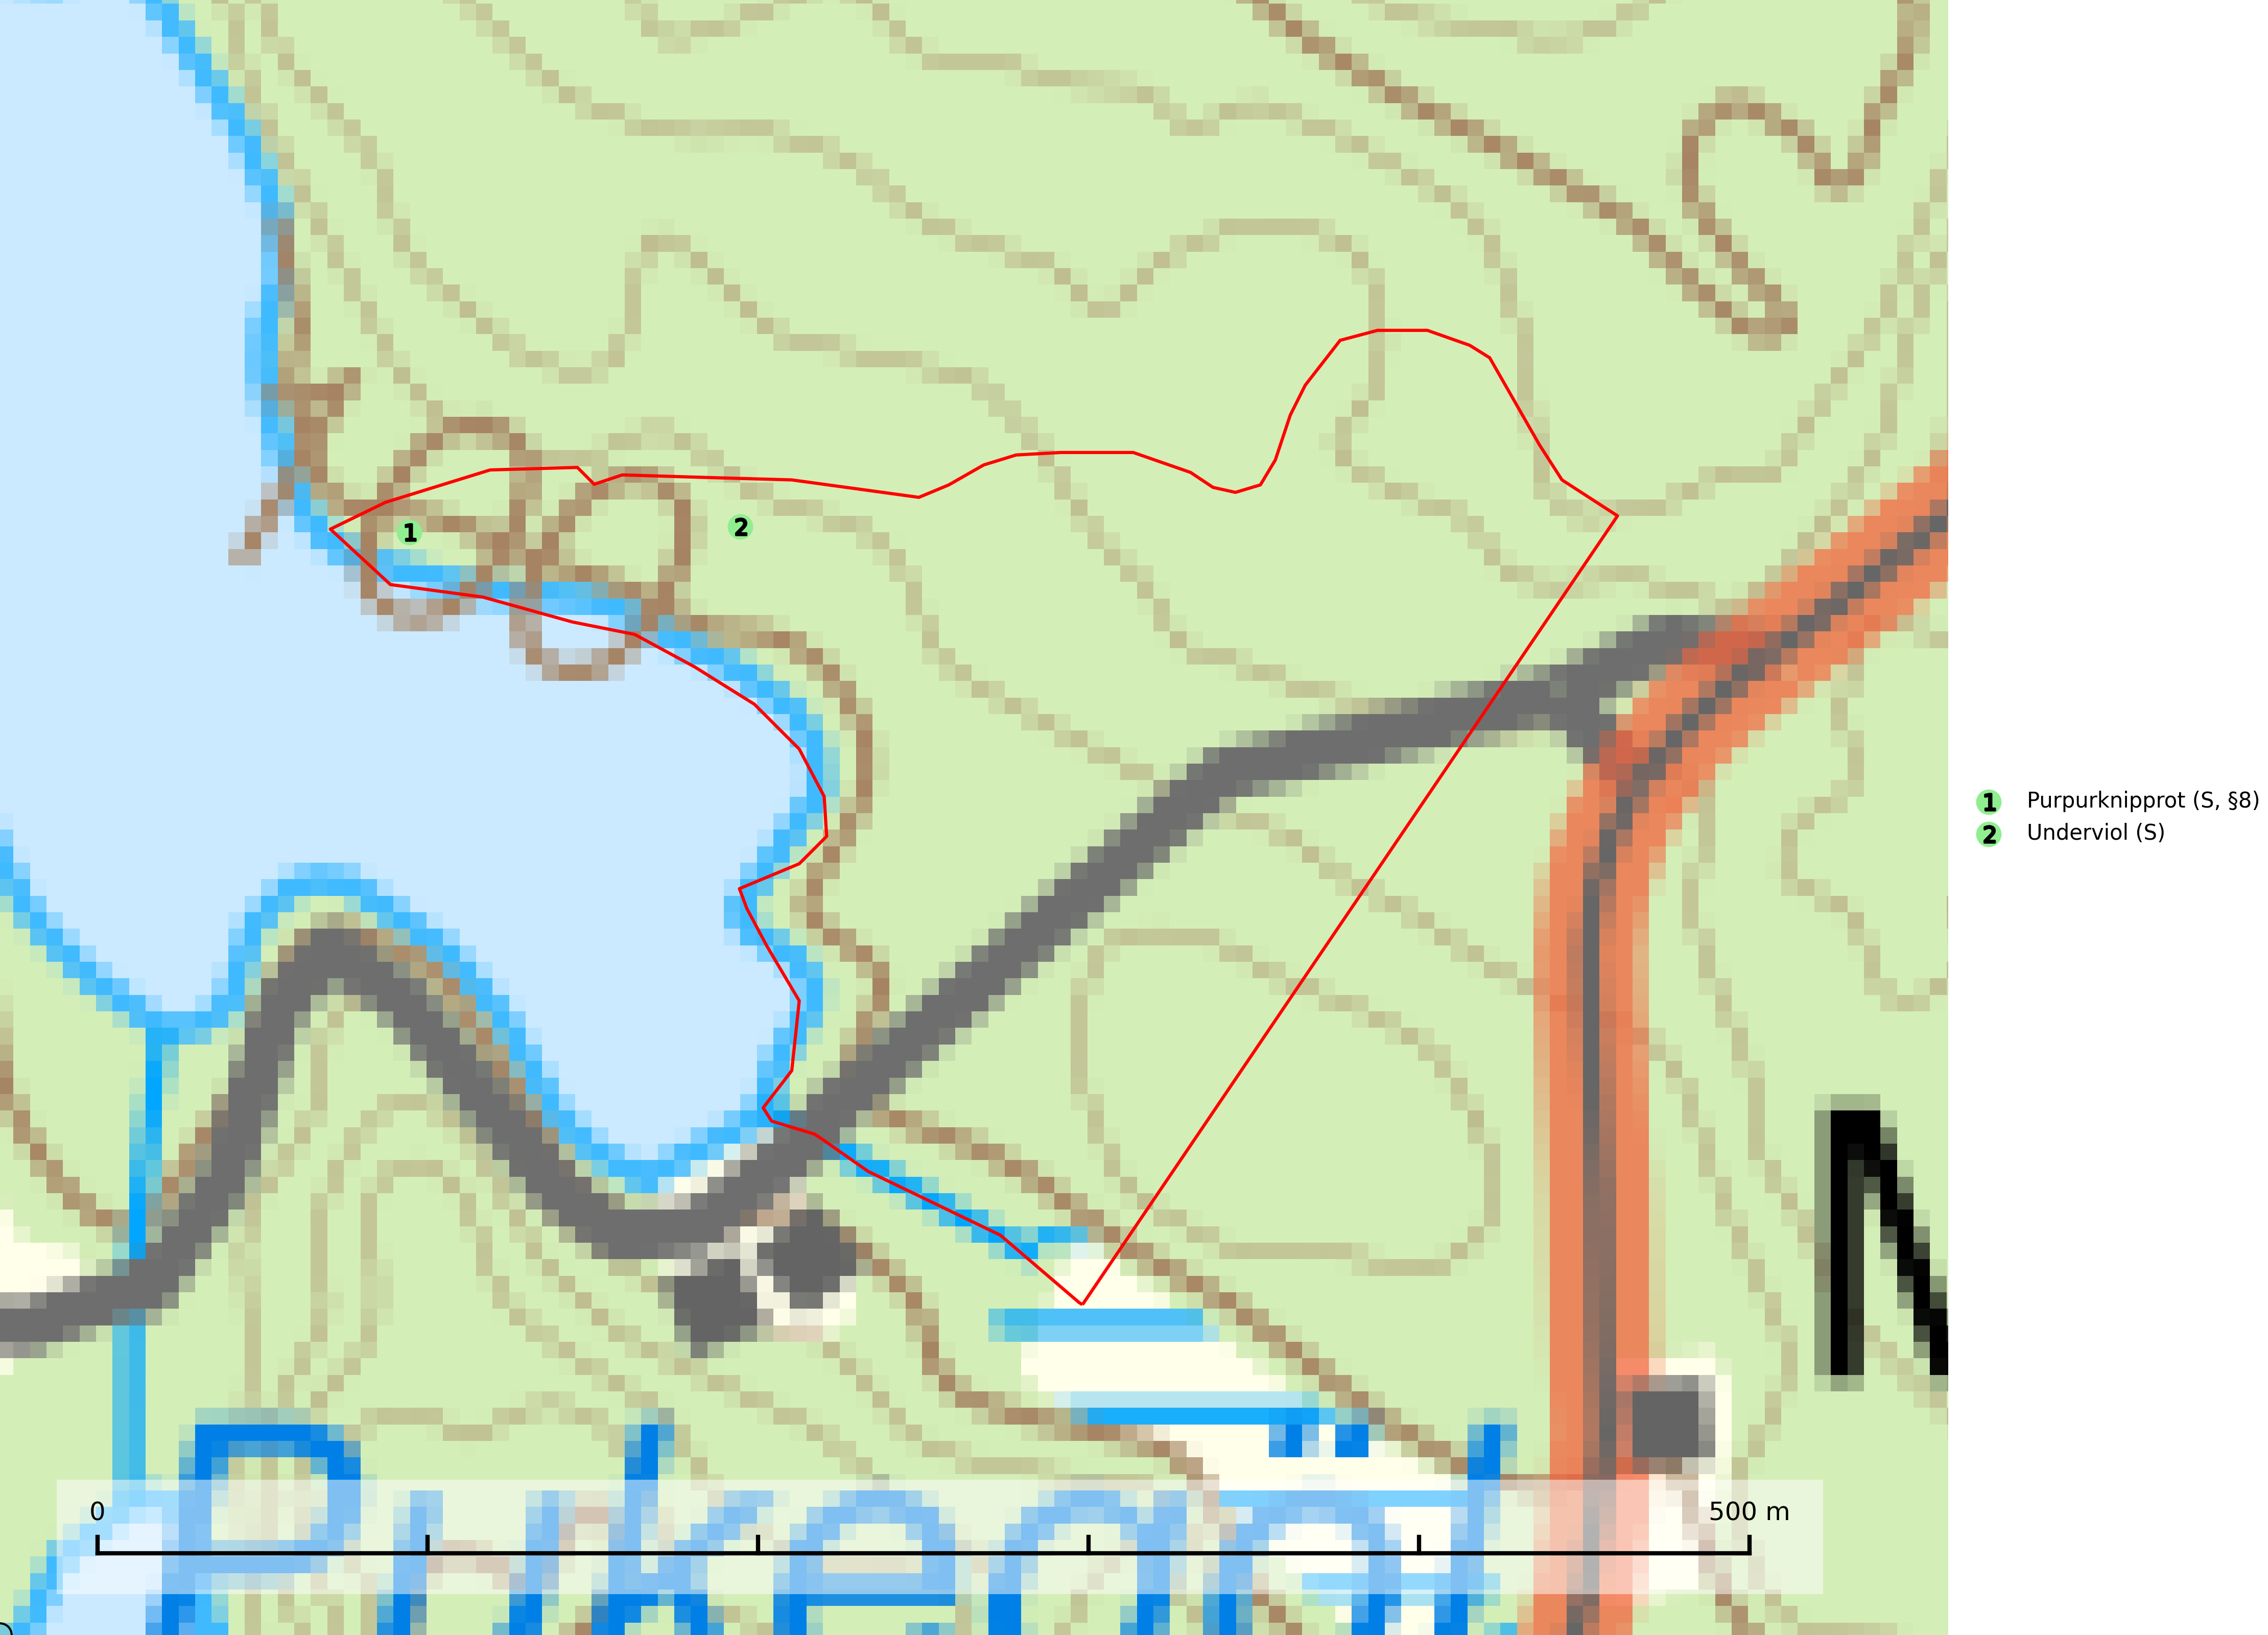 1
2
1 Purpurknipprot (S, §8)
2 Underviol (S)
0 500 m